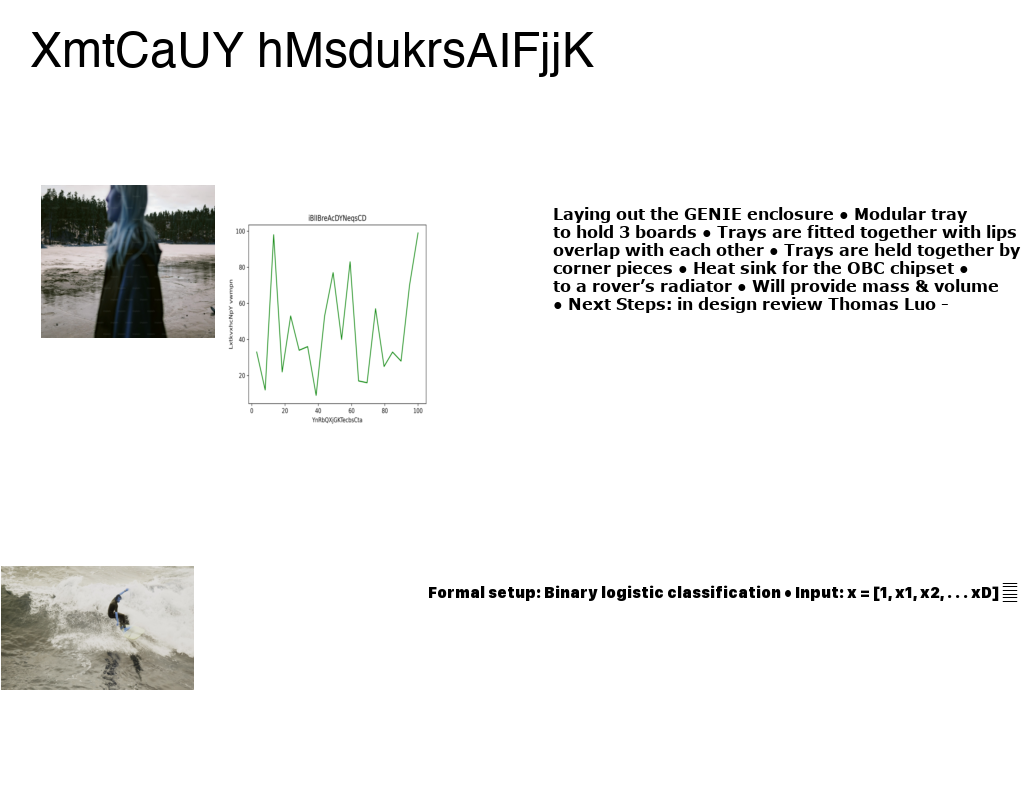 XmtCaUY hMsdukrsAIFjjK
iBIIBreAcDYNeqsCD
100
80
60
40
20
0 20 40 60 80 100
YnRbQXjGKTecbsCta
Laying out the GENIE enclosure ● Modular tray
to hold 3 boards ● Trays are fitted together with lips
overlap with each other ● Trays are held together by
corner pieces ● Heat sink for the OBC chipset ●
to a rover’s radiator ● Will provide mass & volume
● Next Steps: in design review Thomas Luo –
Formal setup: Binary logistic classification • Input: x = [1, x1, x2, . . . xD]